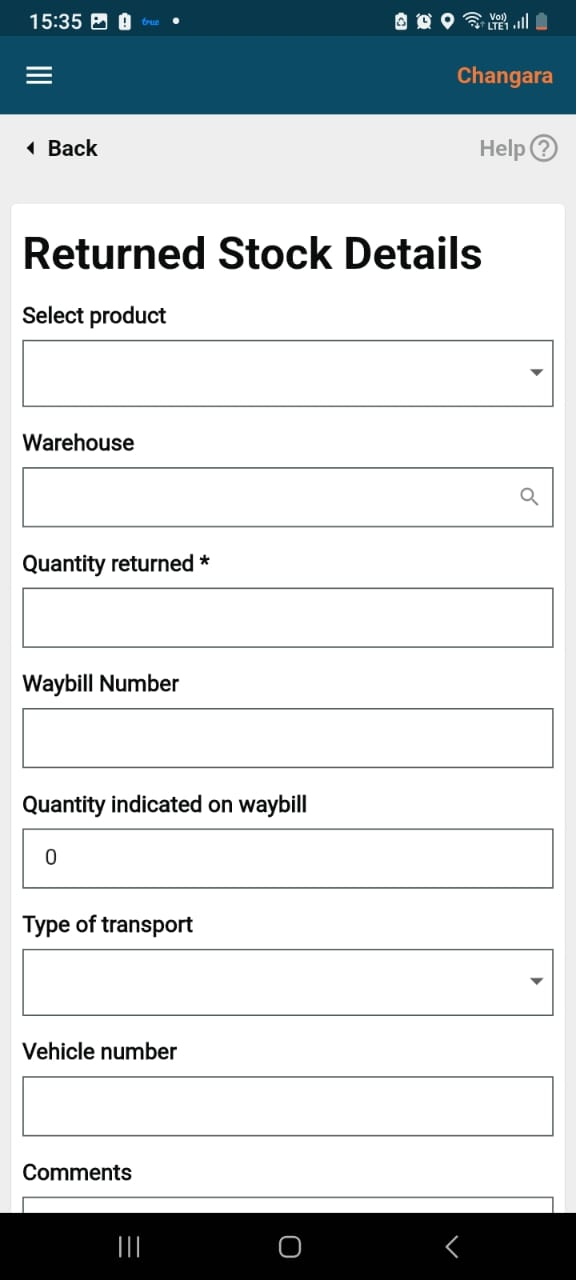 15:35 true Vo)) LTE1
Changara
Back Help ?
Returned Stock Details
Select product
Warehouse
Quantity returned *
Waybill Number
Quantity indicated on waybill
0
Type of transport
Vehicle number
Comments